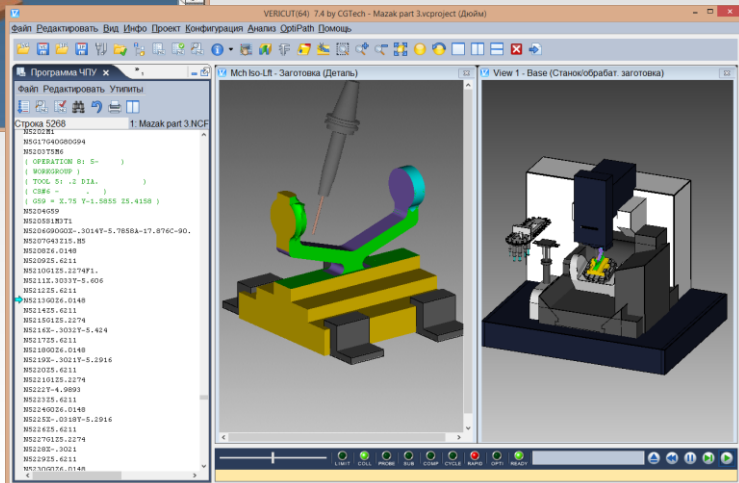 VERICUT(64) 7.4 by CGTech - Mazak part 3.vcproject (Дюйм)
Файл Редактировать Вид Инфо Проект Конфигурация Анализ OptiPath Помощь
Программа ЧПУ
Файл Редактировать Утилиты
Строка 5268 1: Mazak part 3.NCF
N5202M1
N5G17G40G80G94
N5203T5M6
( OPERATION 8: 5- )
( WORKGROUP )
( TOOL 5: .2 DIA. )
( CS#6 - . )
( G59 = X.75 Y-1.5855 Z5.4158 )
N5204G59
N5205S1M3T1
N5206G90G0X-.3014Y-5.7858A-17.876C-90.
N5207G43Z15.H5
N5208Z6.0148
N5209Z5.6211
N5210G1Z5.2274F1.
N5211X.3033Y-5.606
N5212Z5.6211
N5213G0Z6.0148
N5214Z5.6211
N5215G1Z5.2274
N5216X-.3032Y-5.424
N5217Z5.6211
N5218G0Z6.0148
N5219X-.3021Y-5.2916
N5220Z5.6211
N5221G1Z5.2274
N5222Y-4.9893
N5223Z5.6211
N5224G0Z6.0148
N5225X-.0318Y-5.2916
N5226Z5.6211
N5227G1Z5.2274
N5228X-.3021
N5229Z5.6211
N5230G0Z6.0148
Mch Iso-Lft - Заготовка (Деталь)
View 1 - Base (Станок/обрабат. заготовка)
LIMIT COLL PROBE SUB COMP CYCLE RAPID OPTI READY